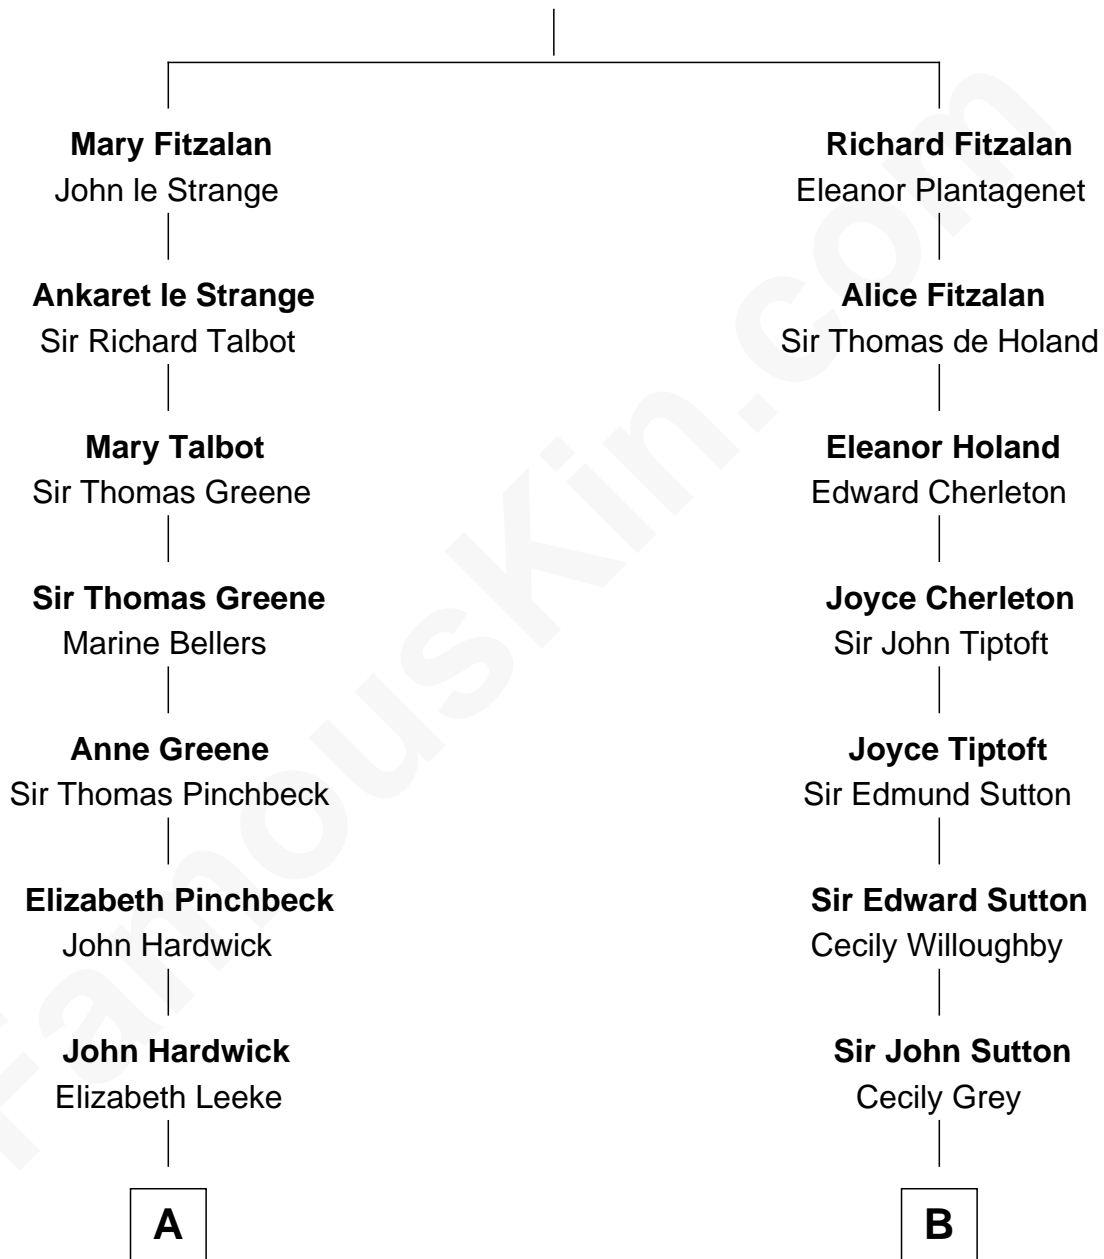 Mary Fitzalan
John le Strange
Ankaret le Strange
Sir Richard Talbot
Mary Talbot
Sir Thomas Greene
Sir Thomas Greene
Marine Bellers
Anne Greene
Sir Thomas Pinchbeck
Elizabeth Pinchbeck
John Hardwick
John Hardwick
Elizabeth Leeke
A
Richard Fitzalan
Eleanor Plantagenet
Alice Fitzalan
Sir Thomas de Holand
Eleanor Holand
Edward Cherleton
Joyce Cherleton
Sir John Tiptoft
Joyce Tiptoft
Sir Edmund Sutton
Sir Edward Sutton
Cecily Willoughby
Sir John Sutton
Cecily Grey
B
FamousKin.com